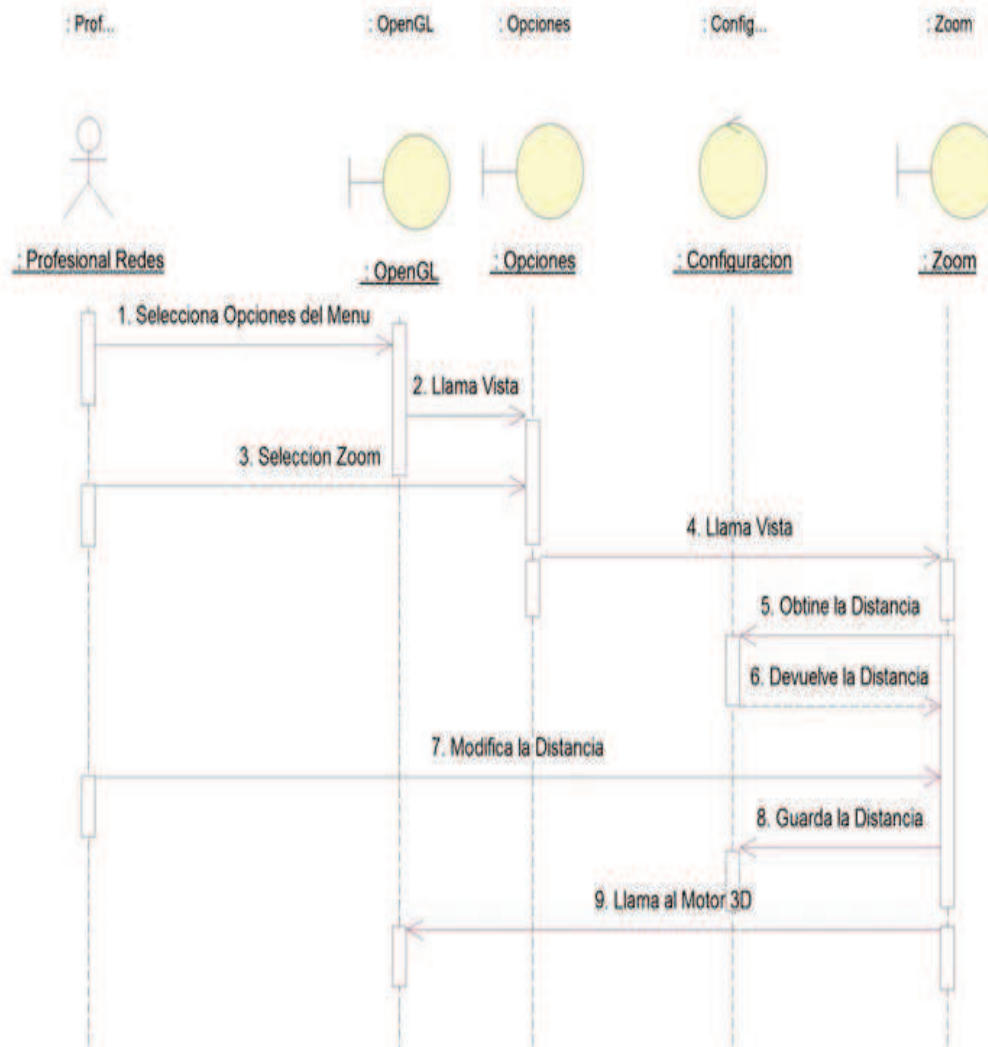 : Prof...
: OpenGL
: Opciones
: Config...
: Zoom
: Profesional Redes
: OpenGL
: Opciones
: Configuracion
: Zoom
1. Selecciona Opciones del Menu
2. Llama Vista
3. Seleccion Zoom
4. Llama Vista
5. Obtine la Distancia
6. Devuelve la Distancia
7. Modifica la Distancia
8. Guarda la Distancia
9. Llama al Motor 3D